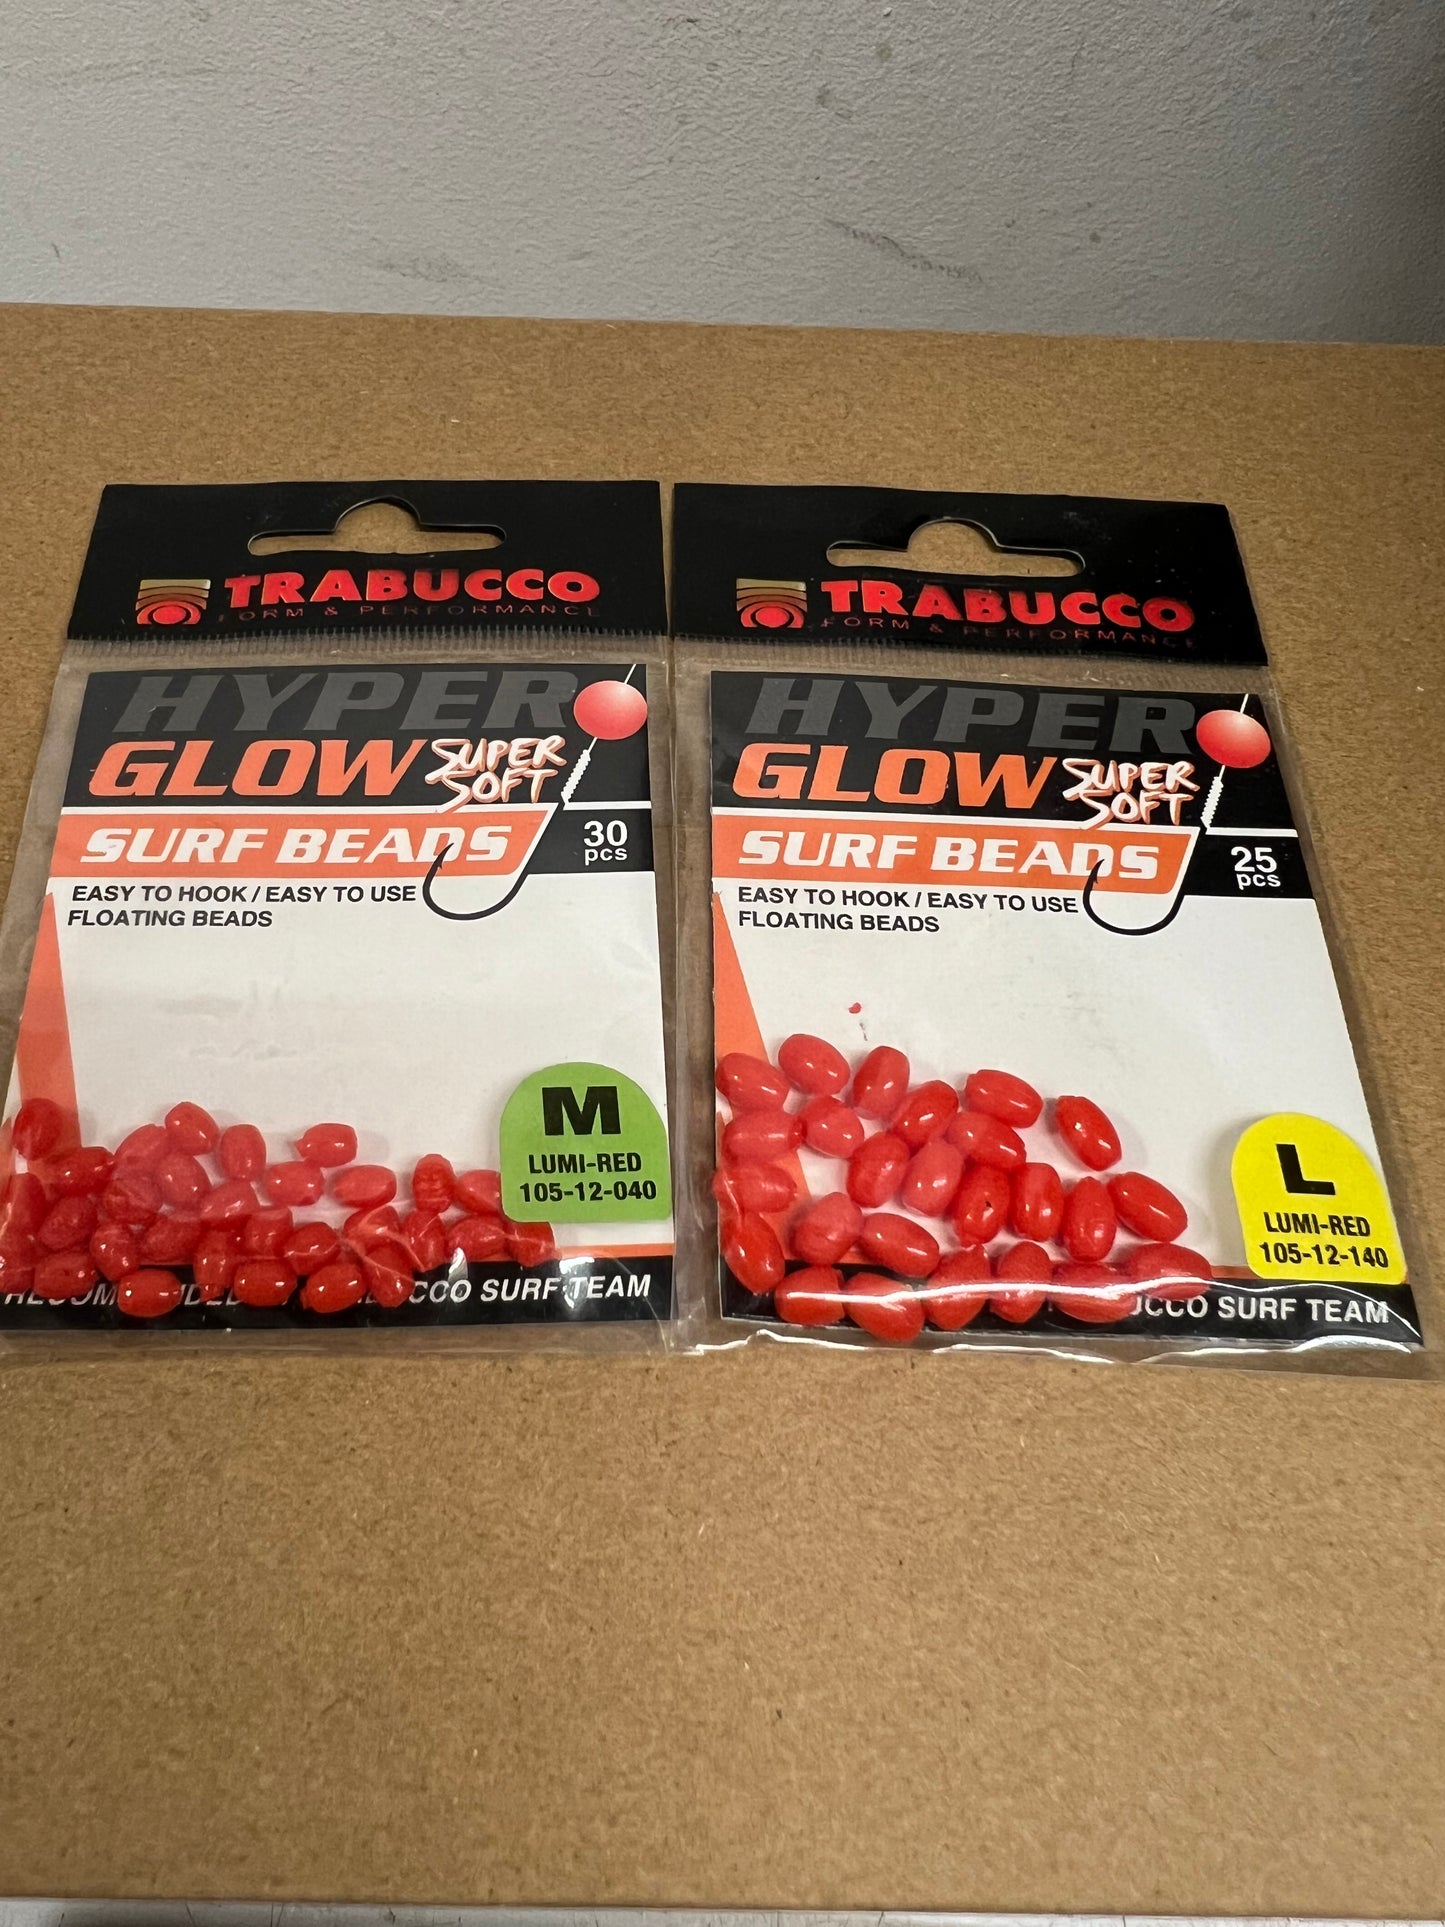 TRABUCCO
FORM & PERFORMANCE
HYPER
GLOW SUPER SOFT
SURF BEADS
30 pcs
EASY TO HOOK / EASY TO USE
FLOATING BEADS
M
LUMI-RED
105-12-040
SURF TEAM
TRABUCCO
FORM & PERFORMANCE
HYPER
GLOW SUPER SOFT
SURF BEADS
25 pcs
EASY TO HOOK / EASY TO USE
FLOATING BEADS
L
LUMI-RED
105-12-140
SURF TEAM